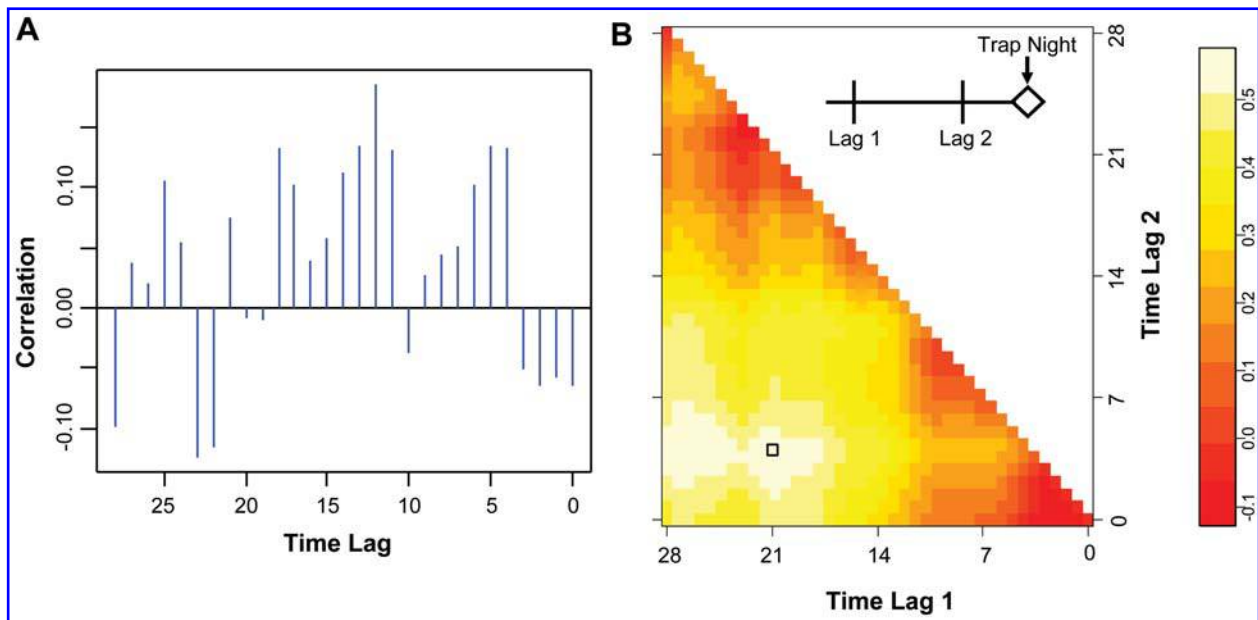 A
Correlation
0.10
0.00
-0.10
25
20
15
10
5
0
Time Lag
B
Trap Night
Lag 1
Lag 2
28
21
14
7
0
Time Lag 2
28
21
14
7
0
Time Lag 1
0.5
0.4
0.3
0.2
0.1
0.0
-0.1